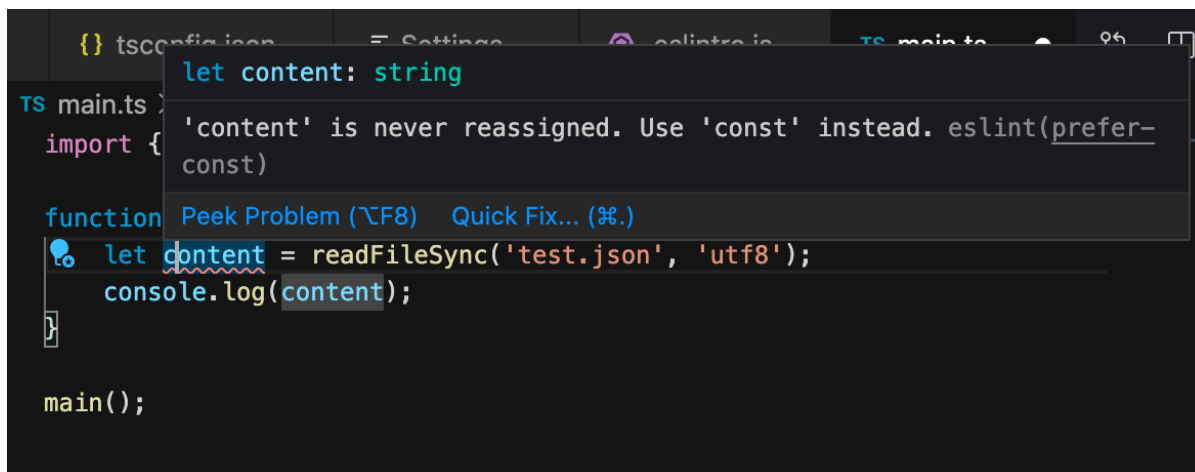 {} tsconfig.json
Settings
eslintrc.js
TS main.ts
let content: string
TS main.ts
'content' is never reassigned. Use 'const' instead. eslint(prefer-
import {
const)
function
Peek Problem (⌥F8) Quick Fix... (⌘.)
let content = readFileSync('test.json', 'utf8');
console.log(content);
}
main();